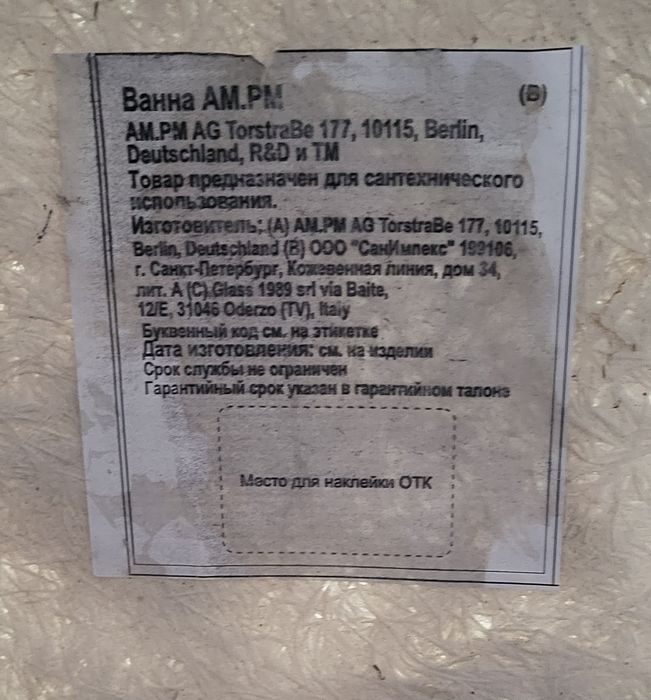 Ванна AM.PM
(B)
AM.PM AG TorstraBe 177, 10115, Berlin,
Deutschland, R&D и ТМ
Товар предназначен для сантехнического
использования.
Изготовитель: (A) AM.PM AG TorstraBe 177, 10115,
Berlin, Deutschland (B) ООО "СанИмпекс" 199106,
г. Санкт-Петербург, Кожевенная линия, дом 34,
лит. А (C) Glass 1989 srl via Baite,
12/E, 31046 Oderzo (TV), Italy
Буквенный код см. на этикетке
Дата изготовления: см. на изделии
Срок службы не ограничен
Гарантийный срок указан в гарантийном талоне
Место для наклейки ОТК